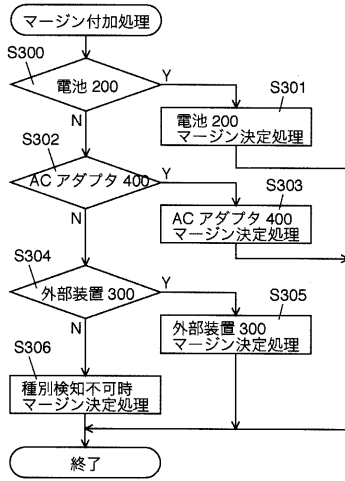 マージン付加処理
S300
電池 200
Y
S301
電池 200
マージン決定処理
N
S302
AC アダプタ 400
Y
S303
AC アダプタ 400
マージン決定処理
N
S304
外部装置 300
Y
S305
外部装置 300
マージン決定処理
N
S306
種別検知不可時
マージン決定処理
終了